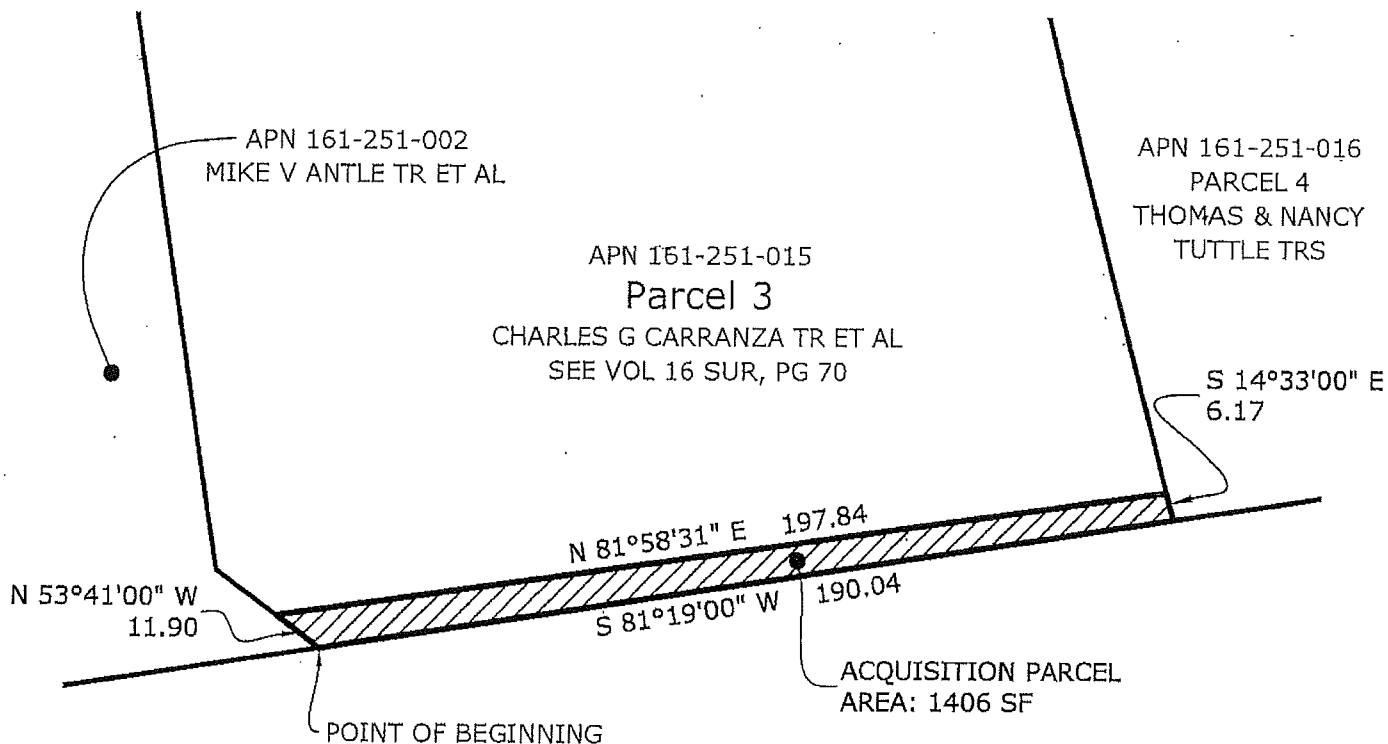 APN 161-251-002
MIKE V ANTLE TR ET AL
APN 161-251-016
PARCEL 4
THOMAS & NANCY
TUTTLE TRS
APN 161-251-015
Parcel 3
CHARLES G CARRANZA TR ET AL
SEE VOL 16 SUR, PG 70
S 14°33'00" E
6.17
N 81°58'31" E 197.84
N 53°41'00" W
11.90
S 81°19'00" W 190.04
ACQUISITION PARCEL
AREA: 1406 SF
POINT OF BEGINNING